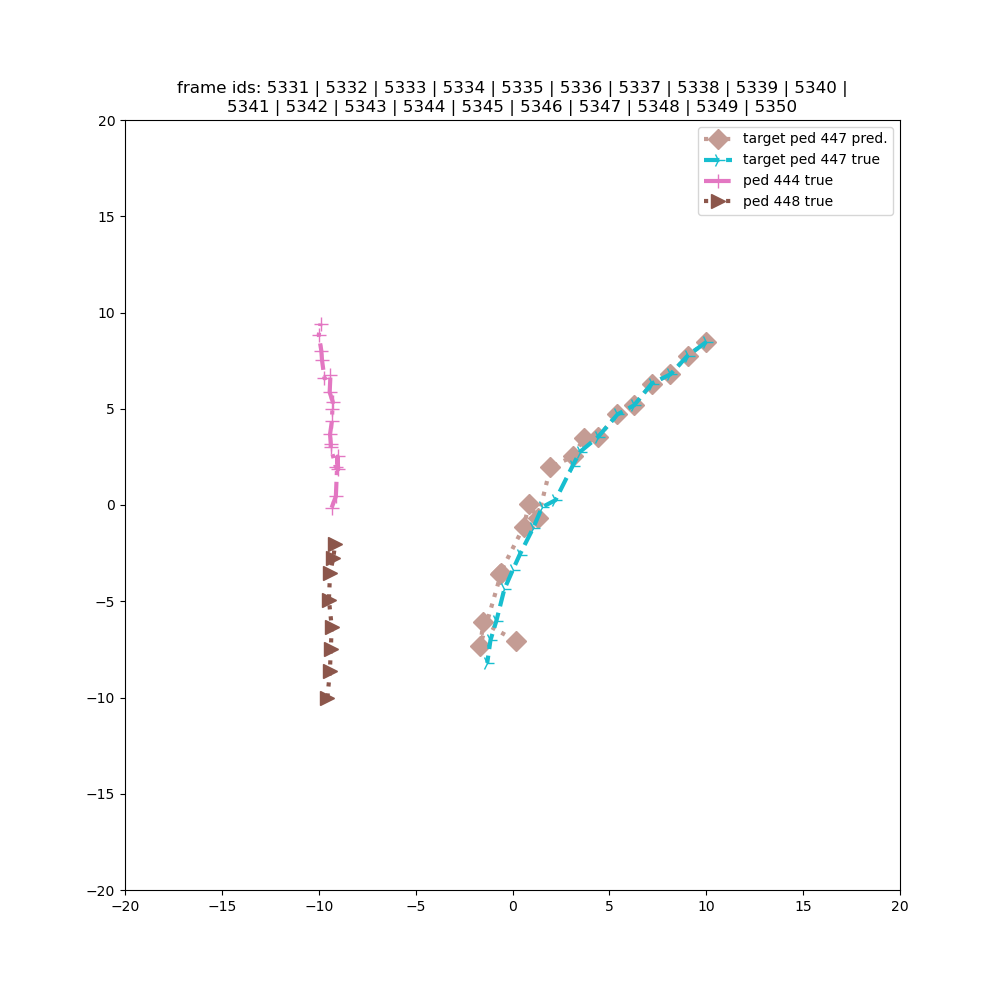 frame ids: 5331 | 5332 | 5333 | 5334 | 5335 | 5336 | 5337 | 5338 | 5339 | 5340 |
5341 | 5342 | 5343 | 5344 | 5345 | 5346 | 5347 | 5348 | 5349 | 5350
target ped 447 pred.
target ped 447 true
ped 444 true
ped 448 true
20
15
10
5
0
−5
−10
−15
−20
−20 −15 −10 −5 0 5 10 15 20